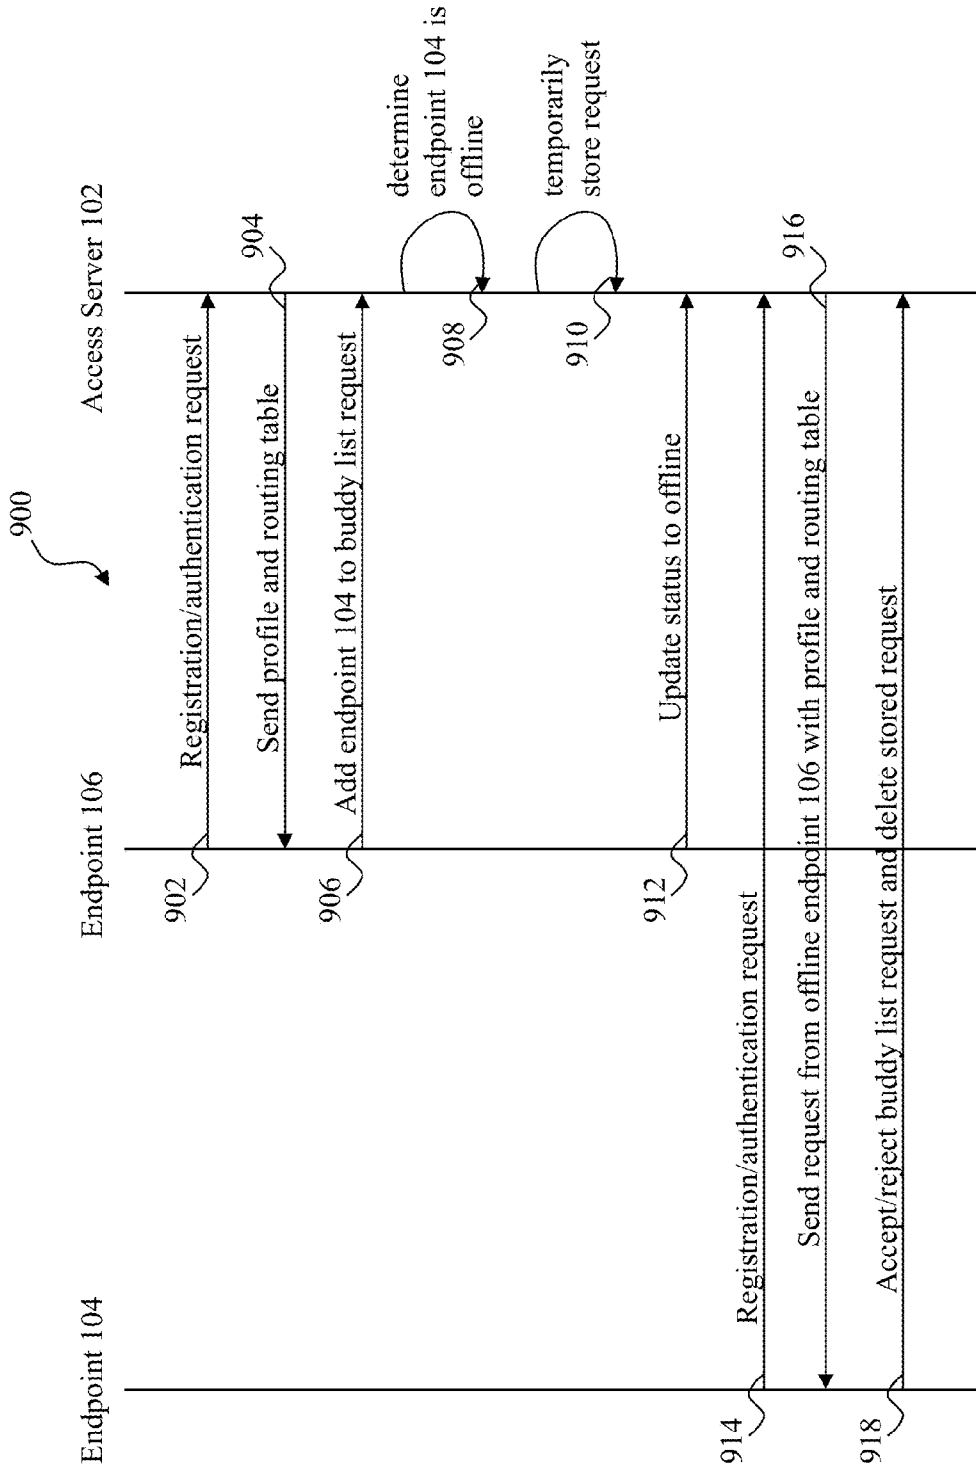 900
Endpoint 104
Endpoint 106
Access Server 102
902
Registration/authentication request
904
Send profile and routing table
906
Add endpoint 104 to buddy list request
908
determine
endpoint 104 is
offline
910
temporarily
store request
912
Update status to offline
914
Registration/authentication request
916
Send request from offline endpoint 106 with profile and routing table
918
Accept/reject buddy list request and delete stored request